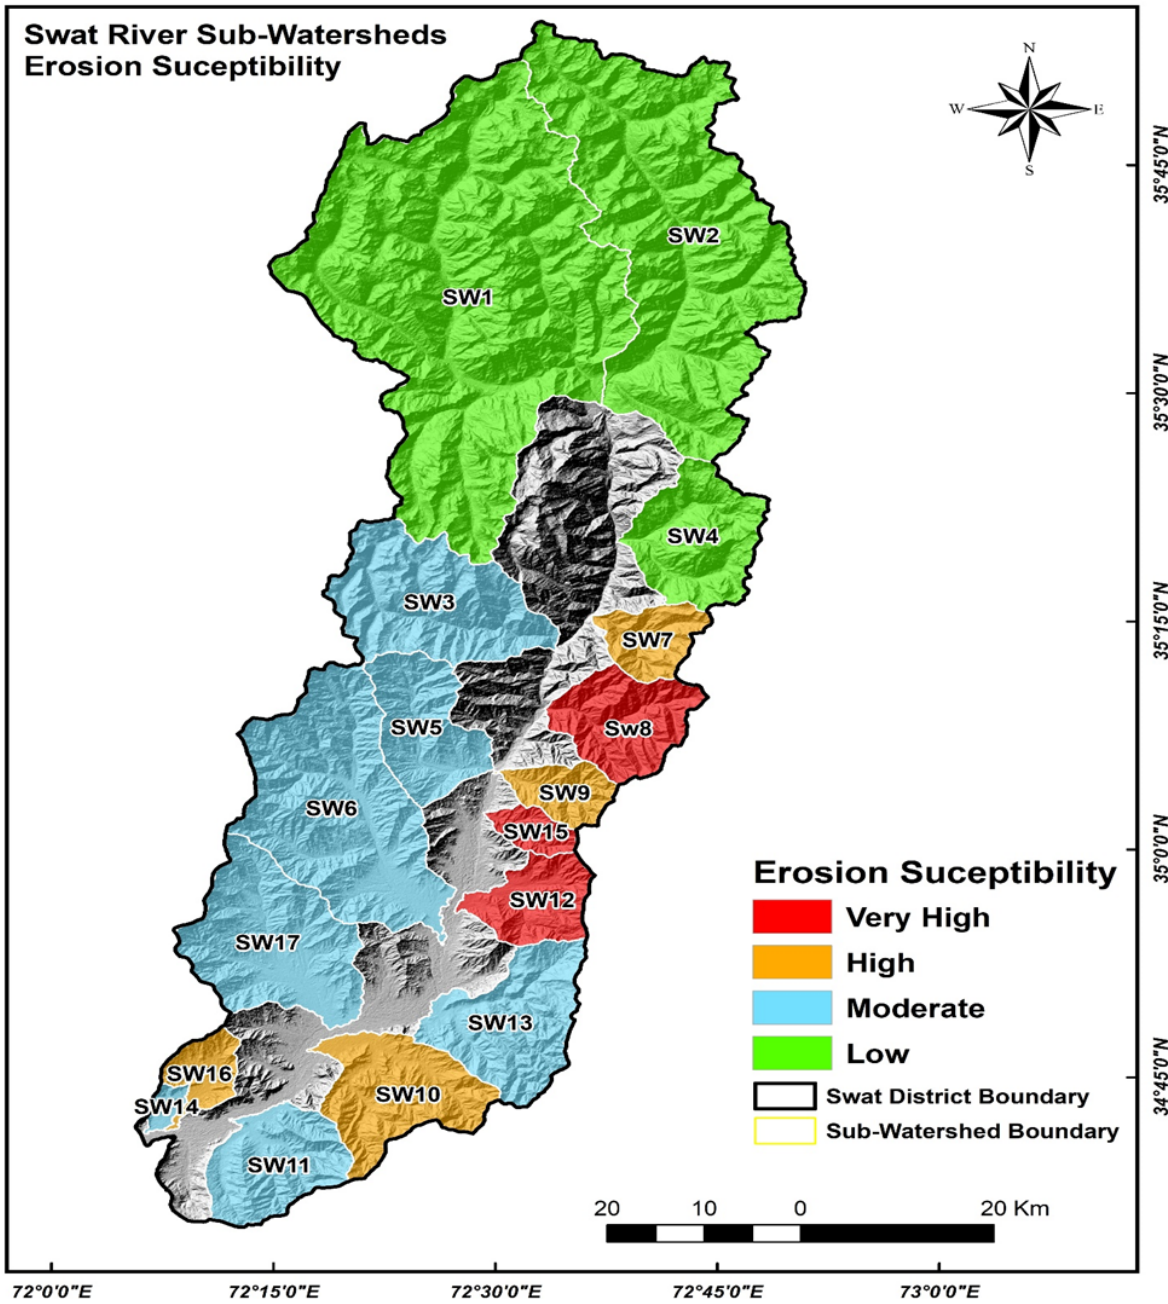 Swat River Sub-Watersheds
Erosion Suceptibility
N
W
E
S
SW2
SW1
SW4
SW3
SW7
SW5
Sw8
SW9
SW6
SW15
SW12
SW17
SW13
SW16
SW10
SW14
SW11
Erosion Suceptibility
Very High
High
Moderate
Low
Swat District Boundary
Sub-Watershed Boundary
20 10 0 20 Km
35°45'0"N
35°30'0"N
35°15'0"N
35°0'0"N
34°45'0"N
72°0'0"E 72°15'0"E 72°30'0"E 72°45'0"E 73°0'0"E